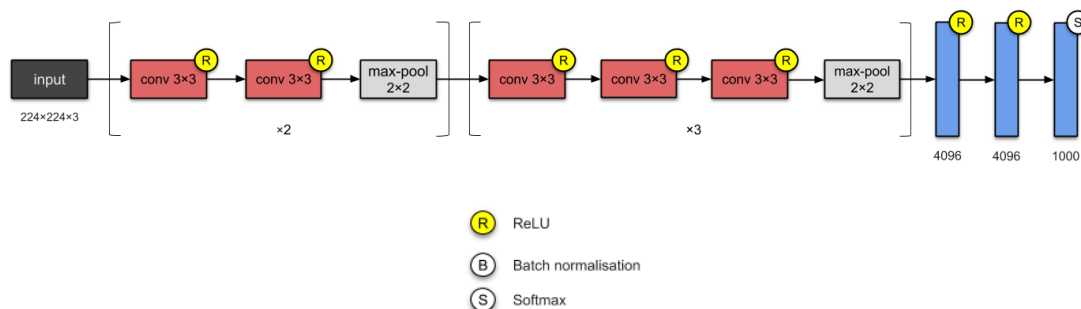 R
R
input
conv 3×3
conv 3×3
max-pool
2×2
224×224×3
×2
R
R
R
conv 3×3
conv 3×3
conv 3×3
max-pool
2×2
×3
R
R
S
4096
4096
1000
R ReLU
B Batch normalisation
S Softmax